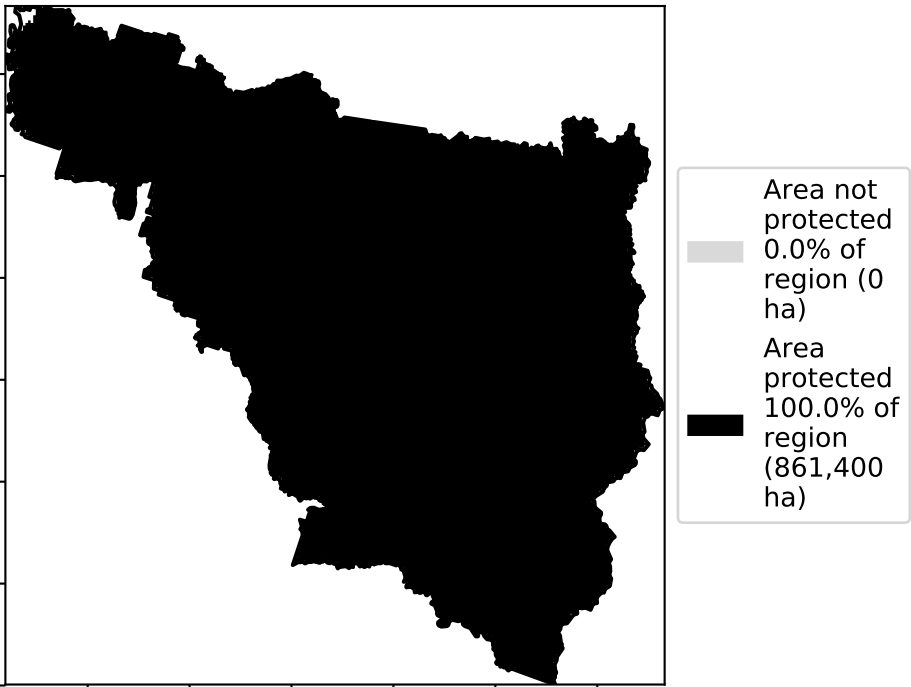 Area not
protected
0.0% of
region (0
ha)
Area
protected
100.0% of
region
(861,400
ha)